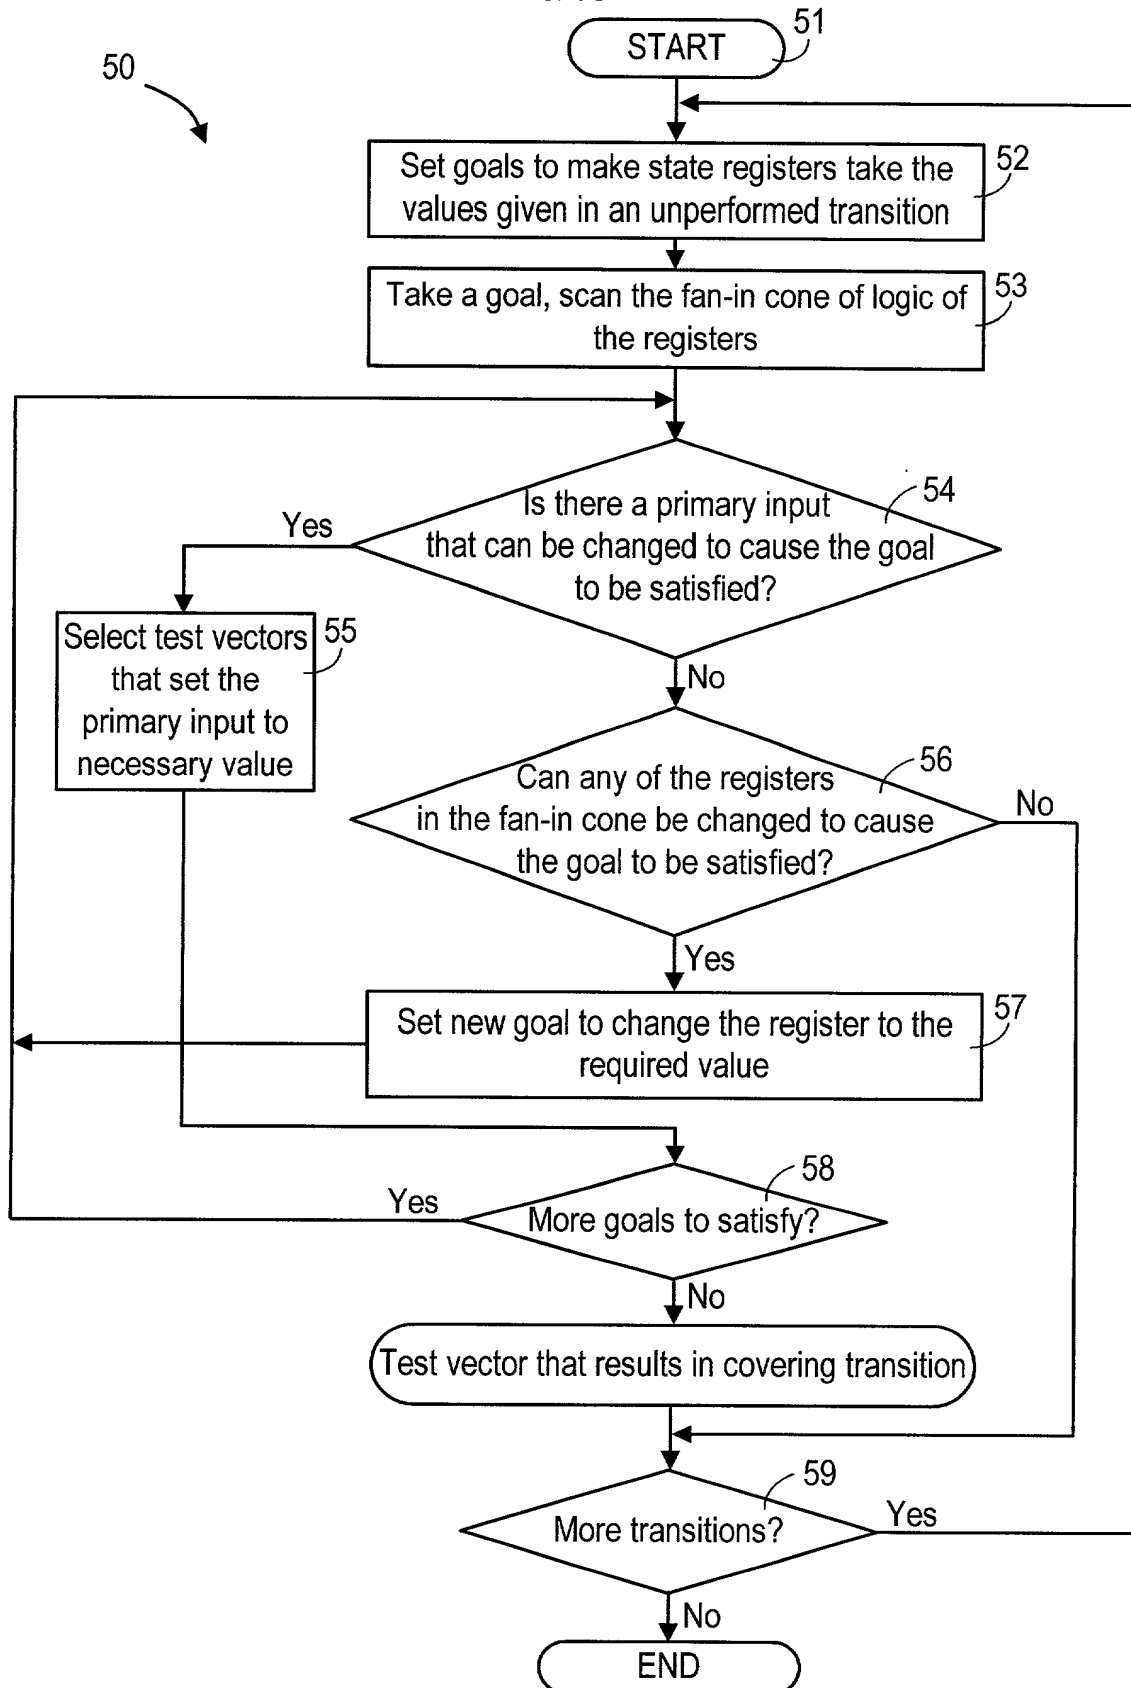 START
51
50
Set goals to make state registers take the
values given in an unperformed transition
52
Take a goal, scan the fan-in cone of logic of
the registers
53
Is there a primary input
that can be changed to cause the goal
to be satisfied?
54
Yes
No
Select test vectors
that set the
primary input to
necessary value
55
Can any of the registers
in the fan-in cone be changed to cause
the goal to be satisfied?
56
No
Yes
Set new goal to change the register to the
required value
57
More goals to satisfy?
58
Yes
No
Test vector that results in covering transition
More transitions?
59
Yes
No
END